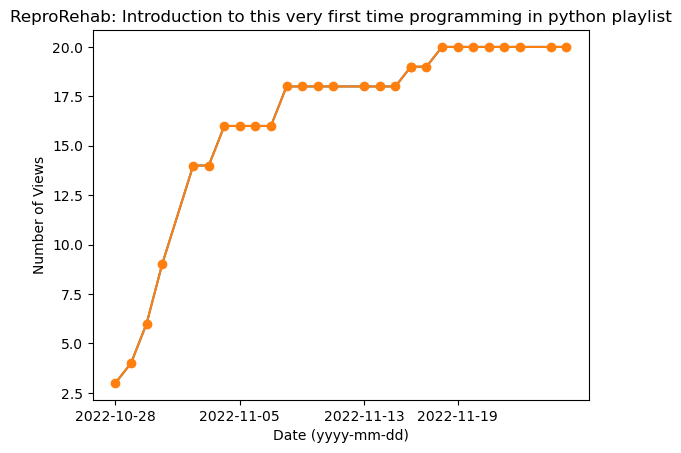 ReproRehab: Introduction to this very first time programming in python playlist
20.0
17.5
15.0
12.5
10.0
7.5
5.0
2.5
Number of Views
2022-10-28 2022-11-05 2022-11-13 2022-11-19
Date (yyyy-mm-dd)